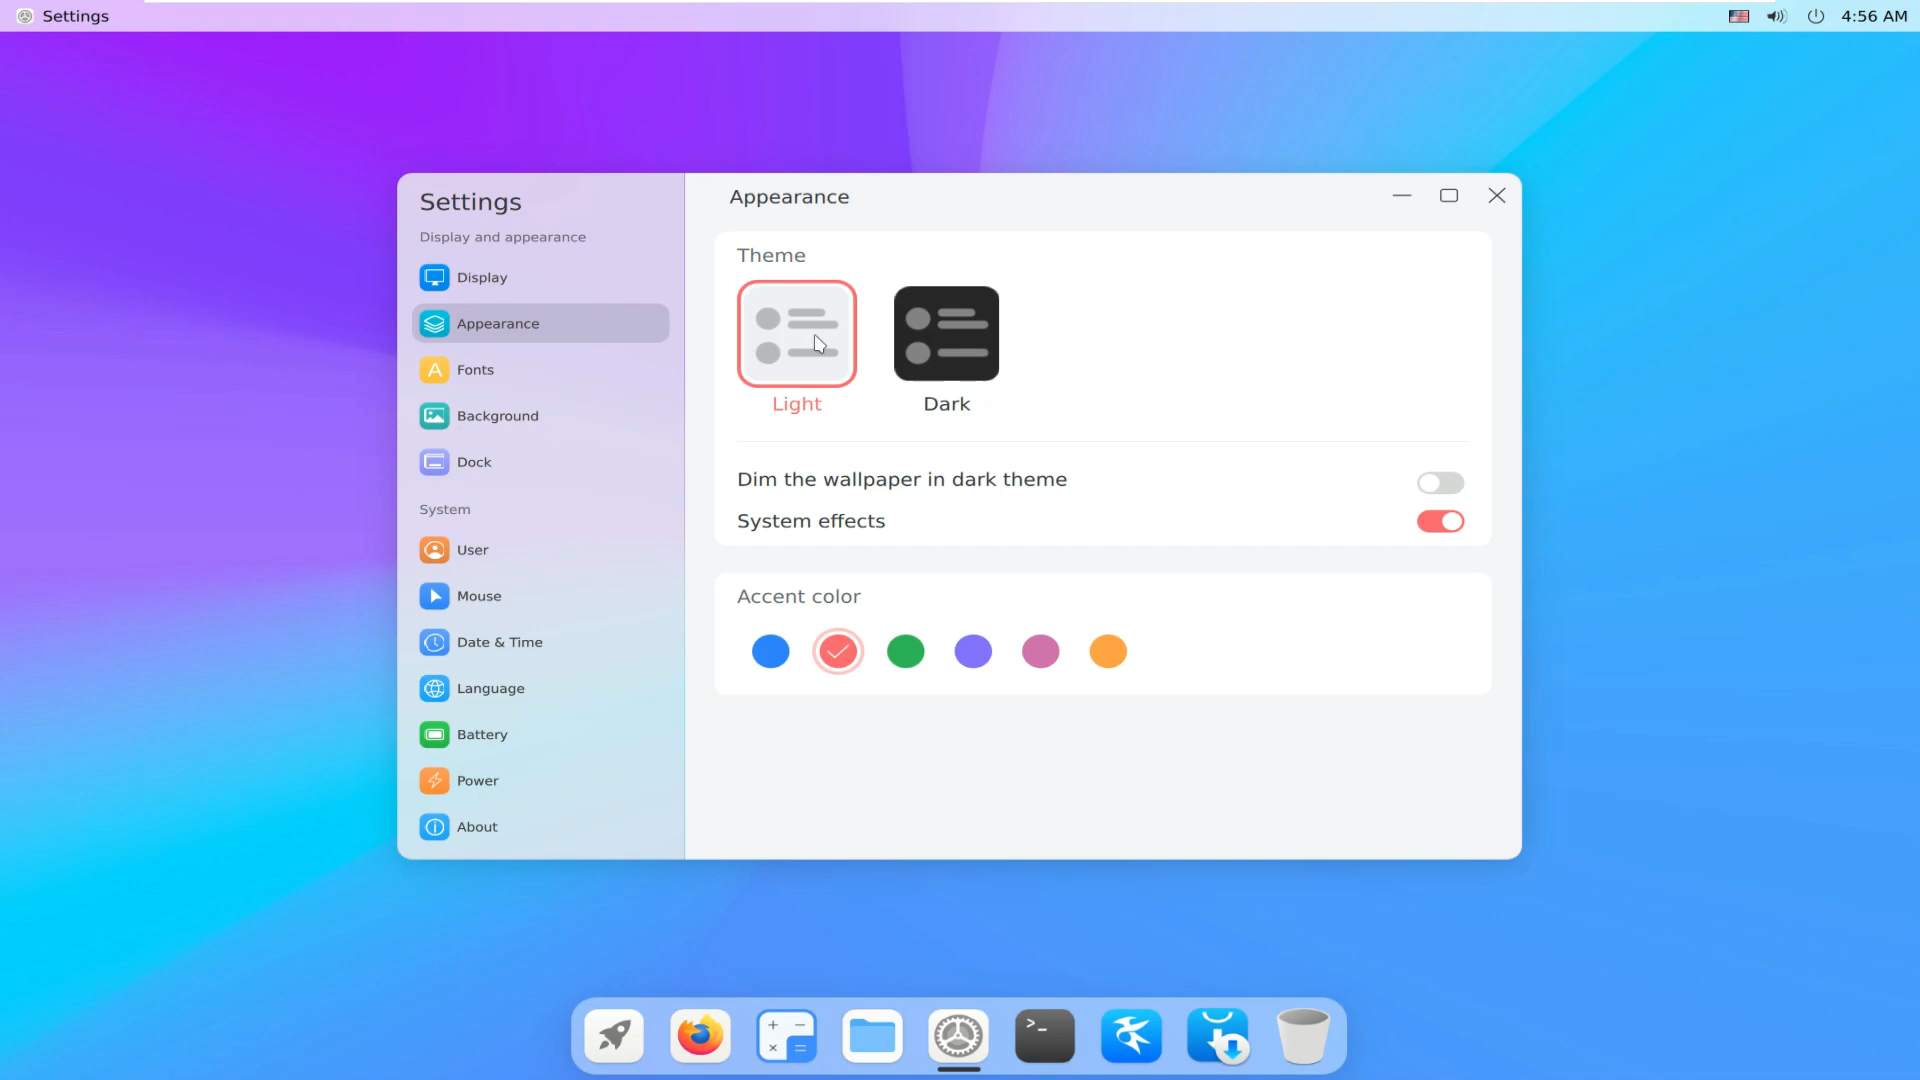 Settings
4:56 AM
Settings
Display and appearance
Display
Appearance
Fonts
Background
Dock
System
User
Mouse
Date & Time
Language
Battery
Power
About
Appearance
Theme
Light
Dark
Dim the wallpaper in dark theme
System effects
Accent color